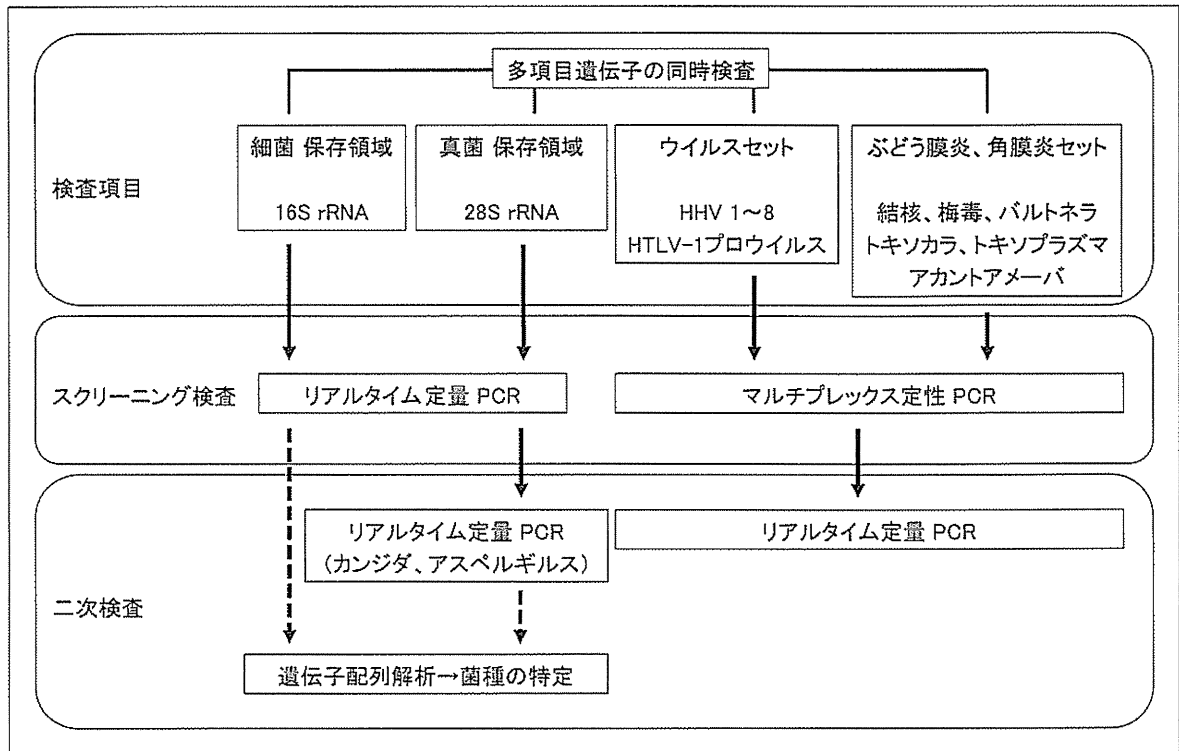 多項目遺伝子の同時検査
検査項目
細菌 保存領域
16S rRNA
真菌 保存領域
28S rRNA
ウイルスセット
HHV 1～8
HTLV-1プロウイルス
ぶどう膜炎、角膜炎セット
結核、梅毒、バルトネラ
トキソカラ、トキソプラズマ
アカントアメーバ
スクリーニング検査
リアルタイム定量 PCR
マルチプレックス定性 PCR
二次検査
リアルタイム定量 PCR
(カンジダ、アスペルギルス)
リアルタイム定量 PCR
遺伝子配列解析→菌種の特定